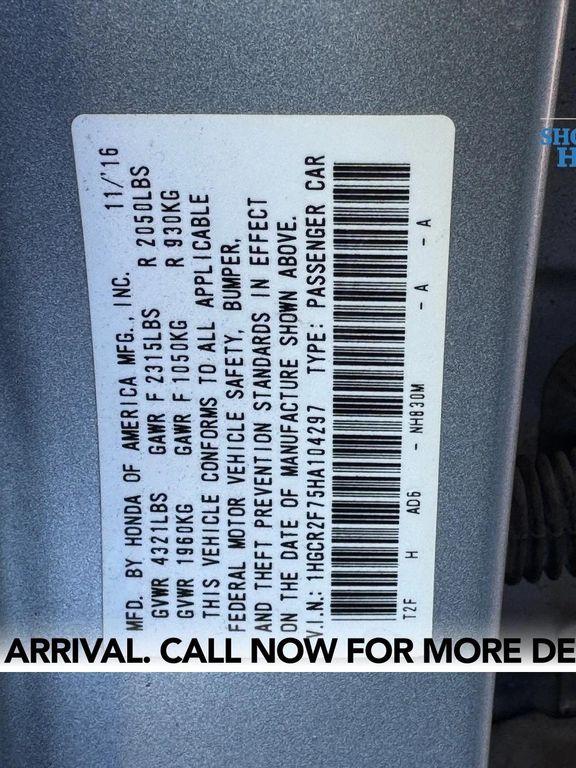 MFD. BY HONDA OF AMERICA MFG., INC. 11/'16
GVWR 4321LBS GAWR F 2315LBS R 2050LBS
GVWR 1960KG GAWR F 1050KG R 930KG
THIS VEHICLE CONFORMS TO ALL APPLICABLE
FEDERAL MOTOR VEHICLE SAFETY, BUMPER,
AND THEFT PREVENTION STANDARDS IN EFFECT
ON THE DATE OF MANUFACTURE SHOWN ABOVE.
V.I.N.: 1HGCR2F75HA104297 TYPE: PASSENGER CAR
T2F H AD6 - NH830M - A - A
ARRIVAL. CALL NOW FOR MORE DE